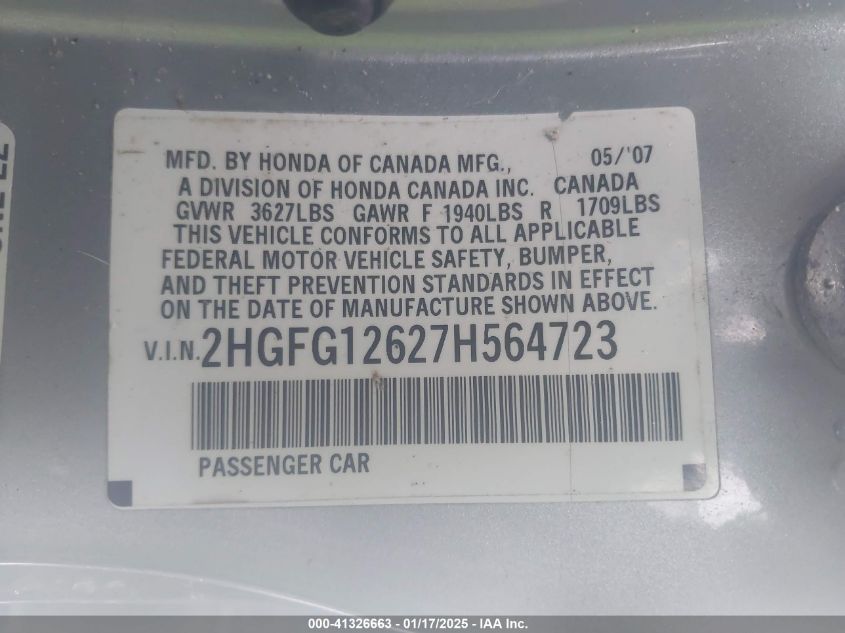 MFD. BY HONDA OF CANADA MFG., 05/'07
A DIVISION OF HONDA CANADA INC. CANADA
GVWR 3627LBS GAWR F 1940LBS R 1709LBS
THIS VEHICLE CONFORMS TO ALL APPLICABLE
FEDERAL MOTOR VEHICLE SAFETY, BUMPER,
AND THEFT PREVENTION STANDARDS IN EFFECT
ON THE DATE OF MANUFACTURE SHOWN ABOVE.
V.I.N. 2HGFG12627H564723
PASSENGER CAR
000-41326663 - 01/17/2025 - IAA Inc.